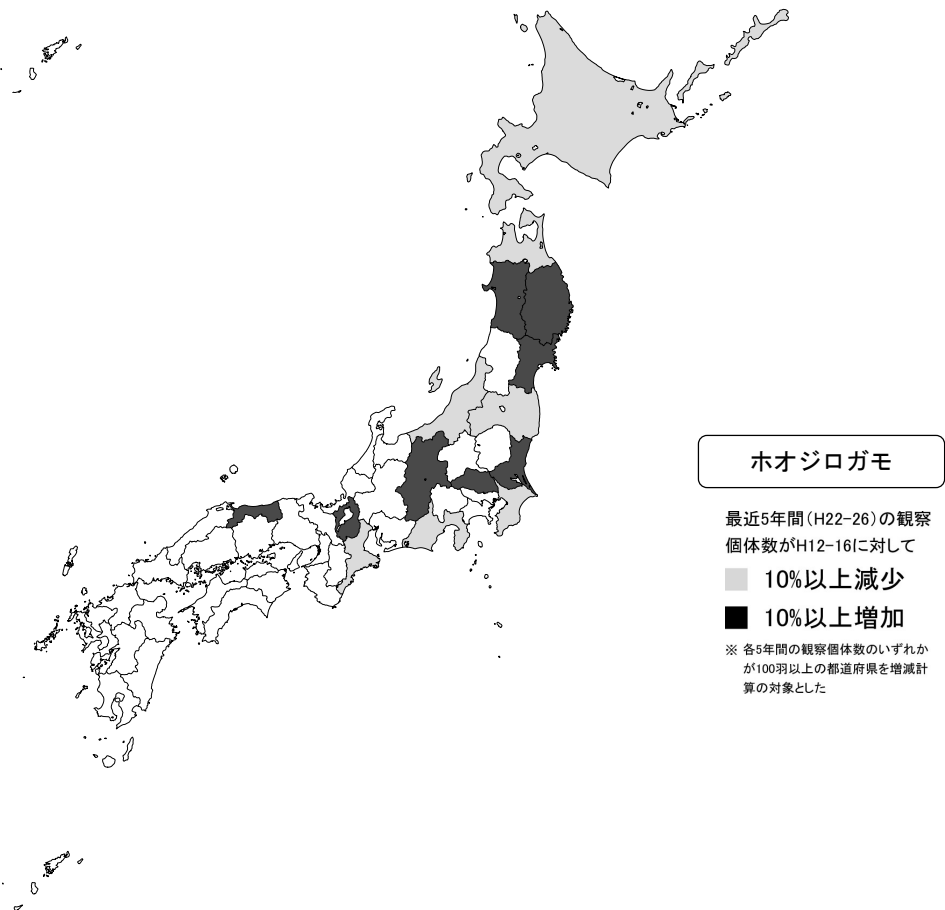 ホオジロガモ
最近5年間(H22-26)の観察
個体数がH12-16に対して
10%以上減少
10%以上増加
※ 各5年間の観察個体数のいずれか
が100羽以上の都道府県を増減計
算の対象とした